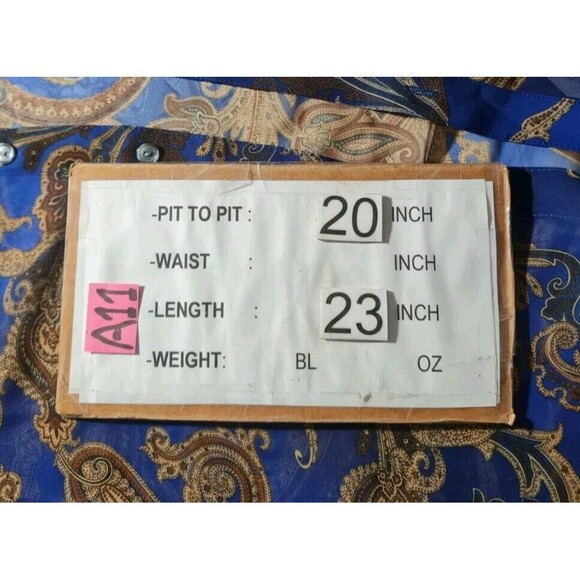 -PIT TO PIT : 20 INCH
-WAIST : INCH
A11
-LENGTH : 23 INCH
-WEIGHT: BL OZ